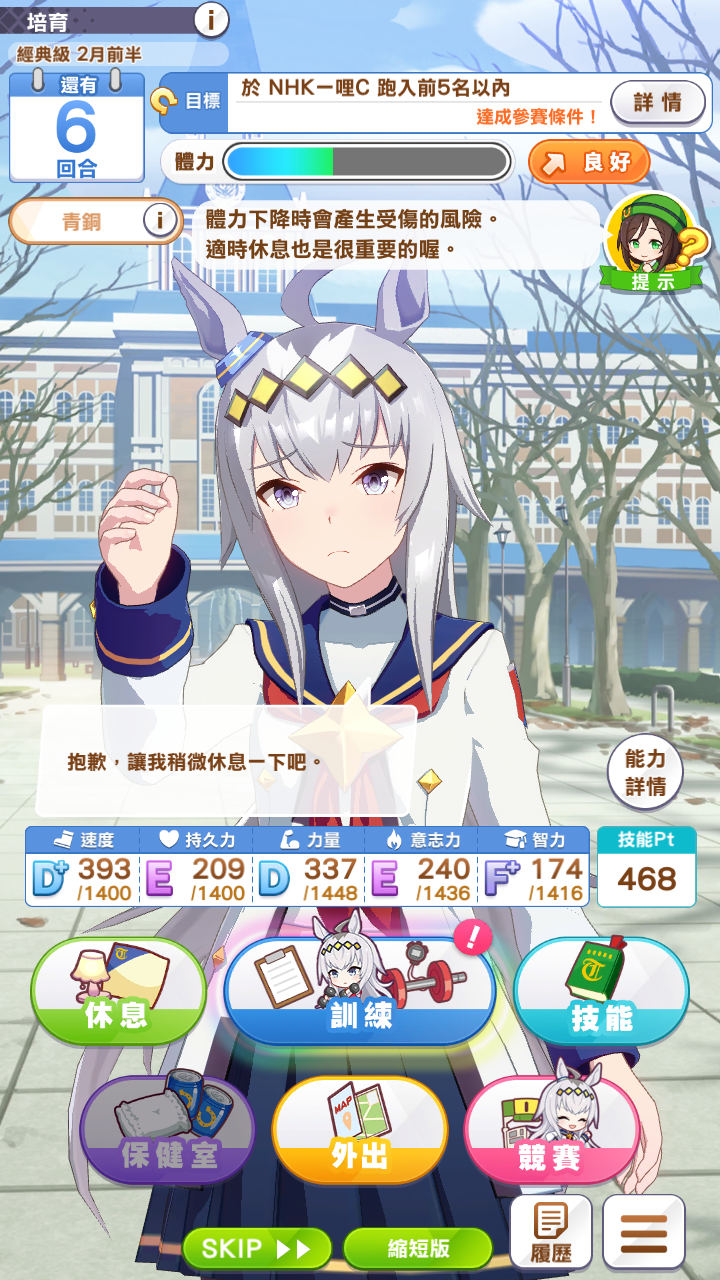 培育
i
經典級 2月前半
還有
6
回合
目標
於 NHK一哩C 跑入前5名以內
達成參賽條件！
詳情
體力
良好
青銅
i
體力下降時會產生受傷的風險。
適時休息也是很重要的喔。
提示
抱歉，讓我稍微休息一下吧。
能力
詳情
速度 持久力 力量 意志力 智力 技能Pt
D+ 393 /1400
E 209 /1400
D 337 /1448
E 240 /1436
F+ 174 /1416
468
休息
訓練
技能
保健室
MAP
外出
競賽
SKIP
縮短版
履歷